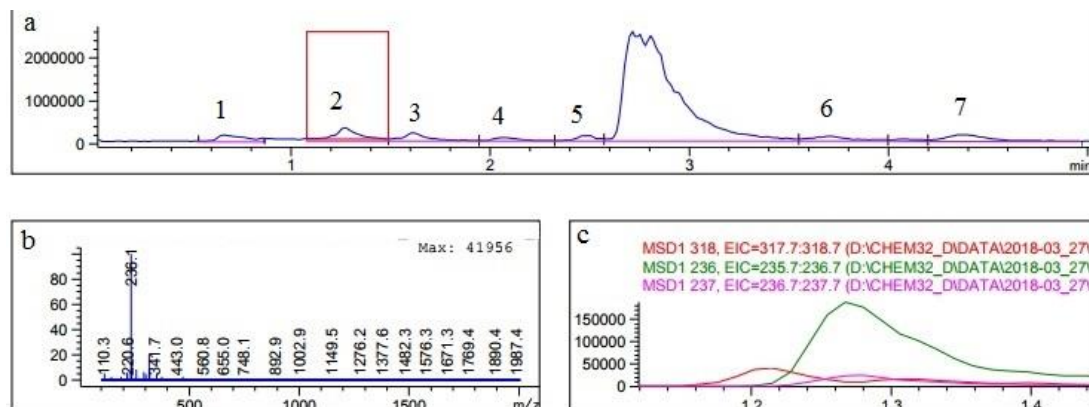 a
2000000
1000000
0
1 2 3 4 5 6 7
1 2 3 4 min
b
Max: 41956
80
60
40
20
0
110.3 220.6 236.1 341.7 443.0 560.8 655.0 748.1 892.9 1002.9 1149.5 1276.2 1377.6 1482.3 1576.3 1671.3 1769.4 1890.4 1987.4
500 1000 1500 m/z
c
MSD1 318, EIC=317.7:318.7 (D:\CHEM32_D\DATA\2018-03_27\
MSD1 236, EIC=235.7:236.7 (D:\CHEM32_D\DATA\2018-03_27\
MSD1 237, EIC=236.7:237.7 (D:\CHEM32_D\DATA\2018-03_27\
150000
100000
50000
0
1.2 1.3 1.4